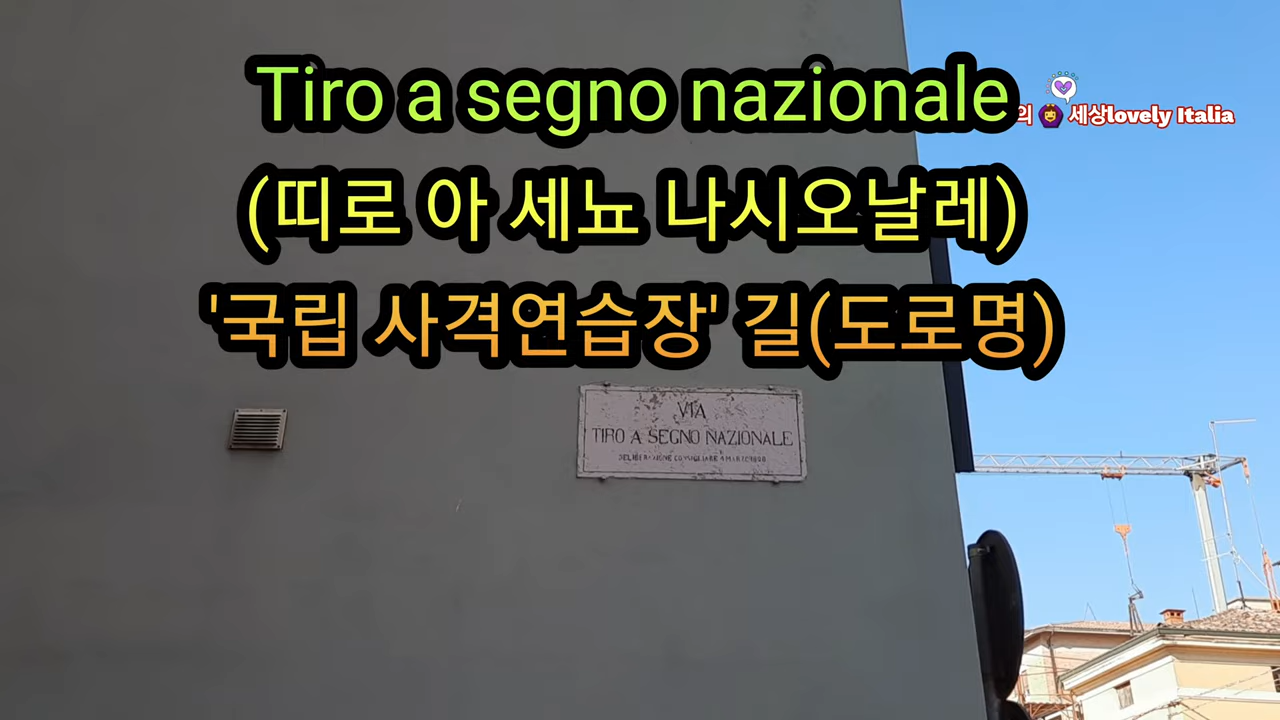 Tiro a segno nazionale
의 세상lovely Italia
(띠로 아 세뇨 나시오날레)
'국립 사격연습장' 길(도로명)
VIA
TIRO A SEGNO NAZIONALE